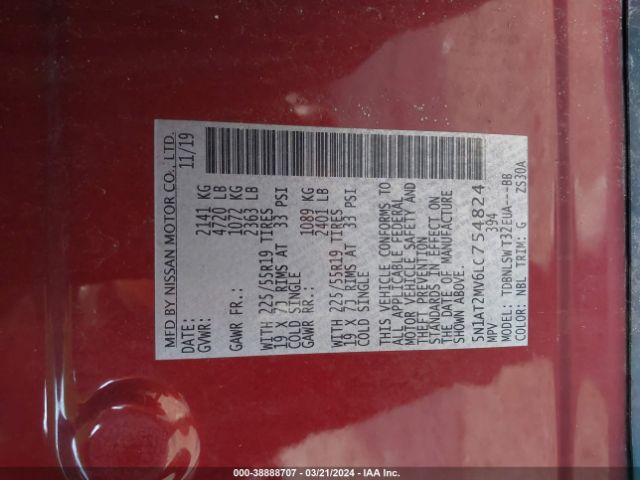 MFD BY NISSAN MOTOR CO., LTD.
DATE: 11/19
GVWR: 2141 KG
4720 LB
GAWR FR.: 1072 KG
2363 LB
WITH 225/55R19 TIRES
19 X 7J RIMS AT 33 PSI
COLD SINGLE
GAWR RR.: 1089 KG
2401 LB
WITH 225/55R19 TIRES
19 X 7J RIMS AT 33 PSI
COLD SINGLE
THIS VEHICLE CONFORMS TO
ALL APPLICABLE FEDERAL
MOTOR VEHICLE SAFETY AND
THEFT PREVENTION
STANDARDS IN EFFECT ON
THE DATE OF MANUFACTURE
SHOWN ABOVE.
5N1AT2MV6LC754824
MPV 394
MODEL: TDBNLSWT32EUA---BB
COLOR: NBL TRIM: G ZS30A
000-38888707 - 03/21/2024 - IAA Inc.